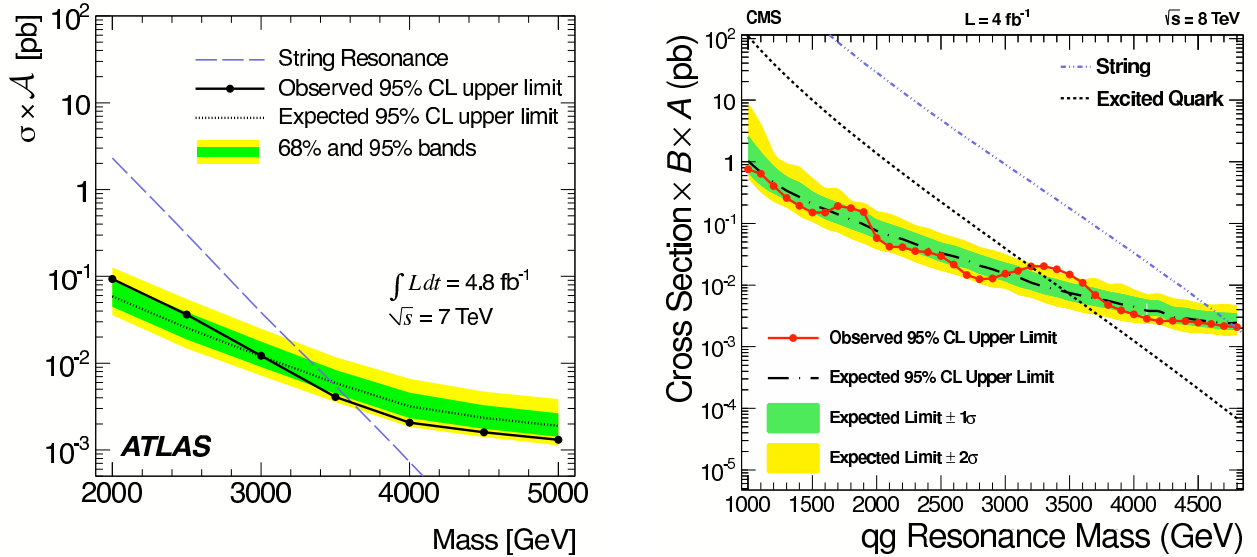 σ × 𝒜 [pb]
10²
10
1
10⁻¹
10⁻²
10⁻³
String Resonance
Observed 95% CL upper limit
Expected 95% CL upper limit
68% and 95% bands
∫ L dt = 4.8 fb⁻¹
√s = 7 TeV
ATLAS
2000 3000 4000 5000
Mass [GeV]
CMS L = 4 fb⁻¹ √s = 8 TeV
Cross Section × B × A (pb)
10²
10
1
10⁻¹
10⁻²
10⁻³
10⁻⁴
10⁻⁵
String
Excited Quark
Observed 95% CL Upper Limit
Expected 95% CL Upper Limit
Expected Limit ± 1σ
Expected Limit ± 2σ
1000 1500 2000 2500 3000 3500 4000 4500
qg Resonance Mass (GeV)